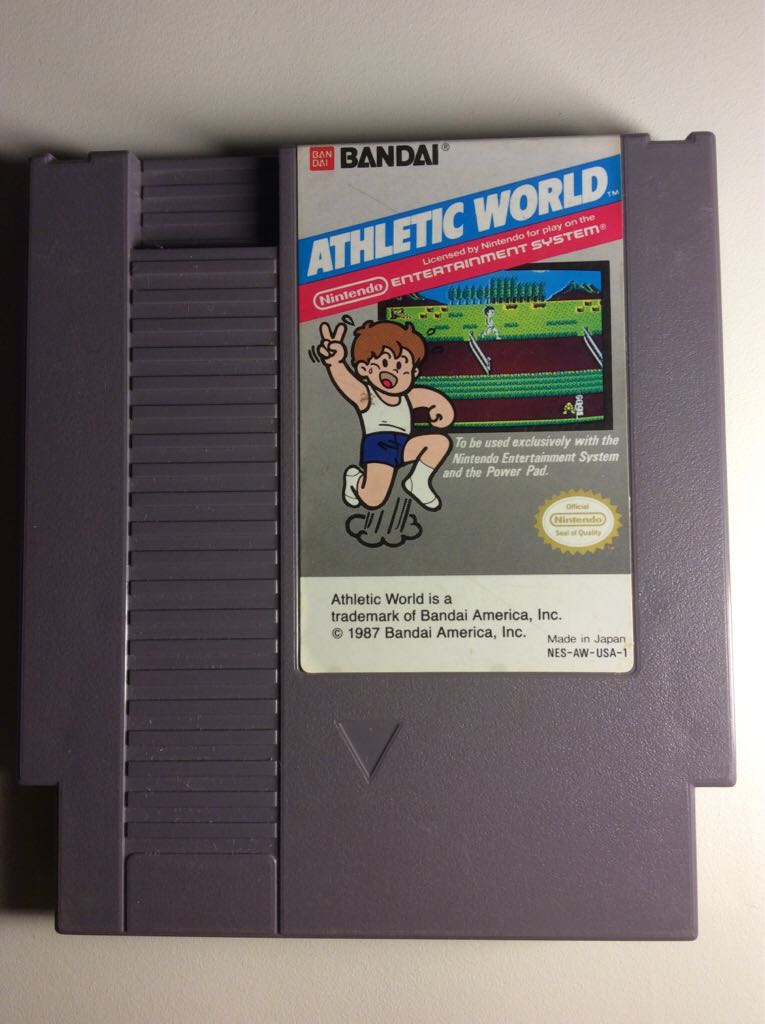 BAN
DAI
BANDAI®
ATHLETIC WORLD™
Licensed by Nintendo for play on the
Nintendo ENTERTAINMENT SYSTEM®
To be used exclusively with the
Nintendo Entertainment System
and the Power Pad.
Official
Nintendo
Seal of Quality
Athletic World is a
trademark of Bandai America, Inc.
© 1987 Bandai America, Inc.
Made in Japan
NES-AW-USA-1